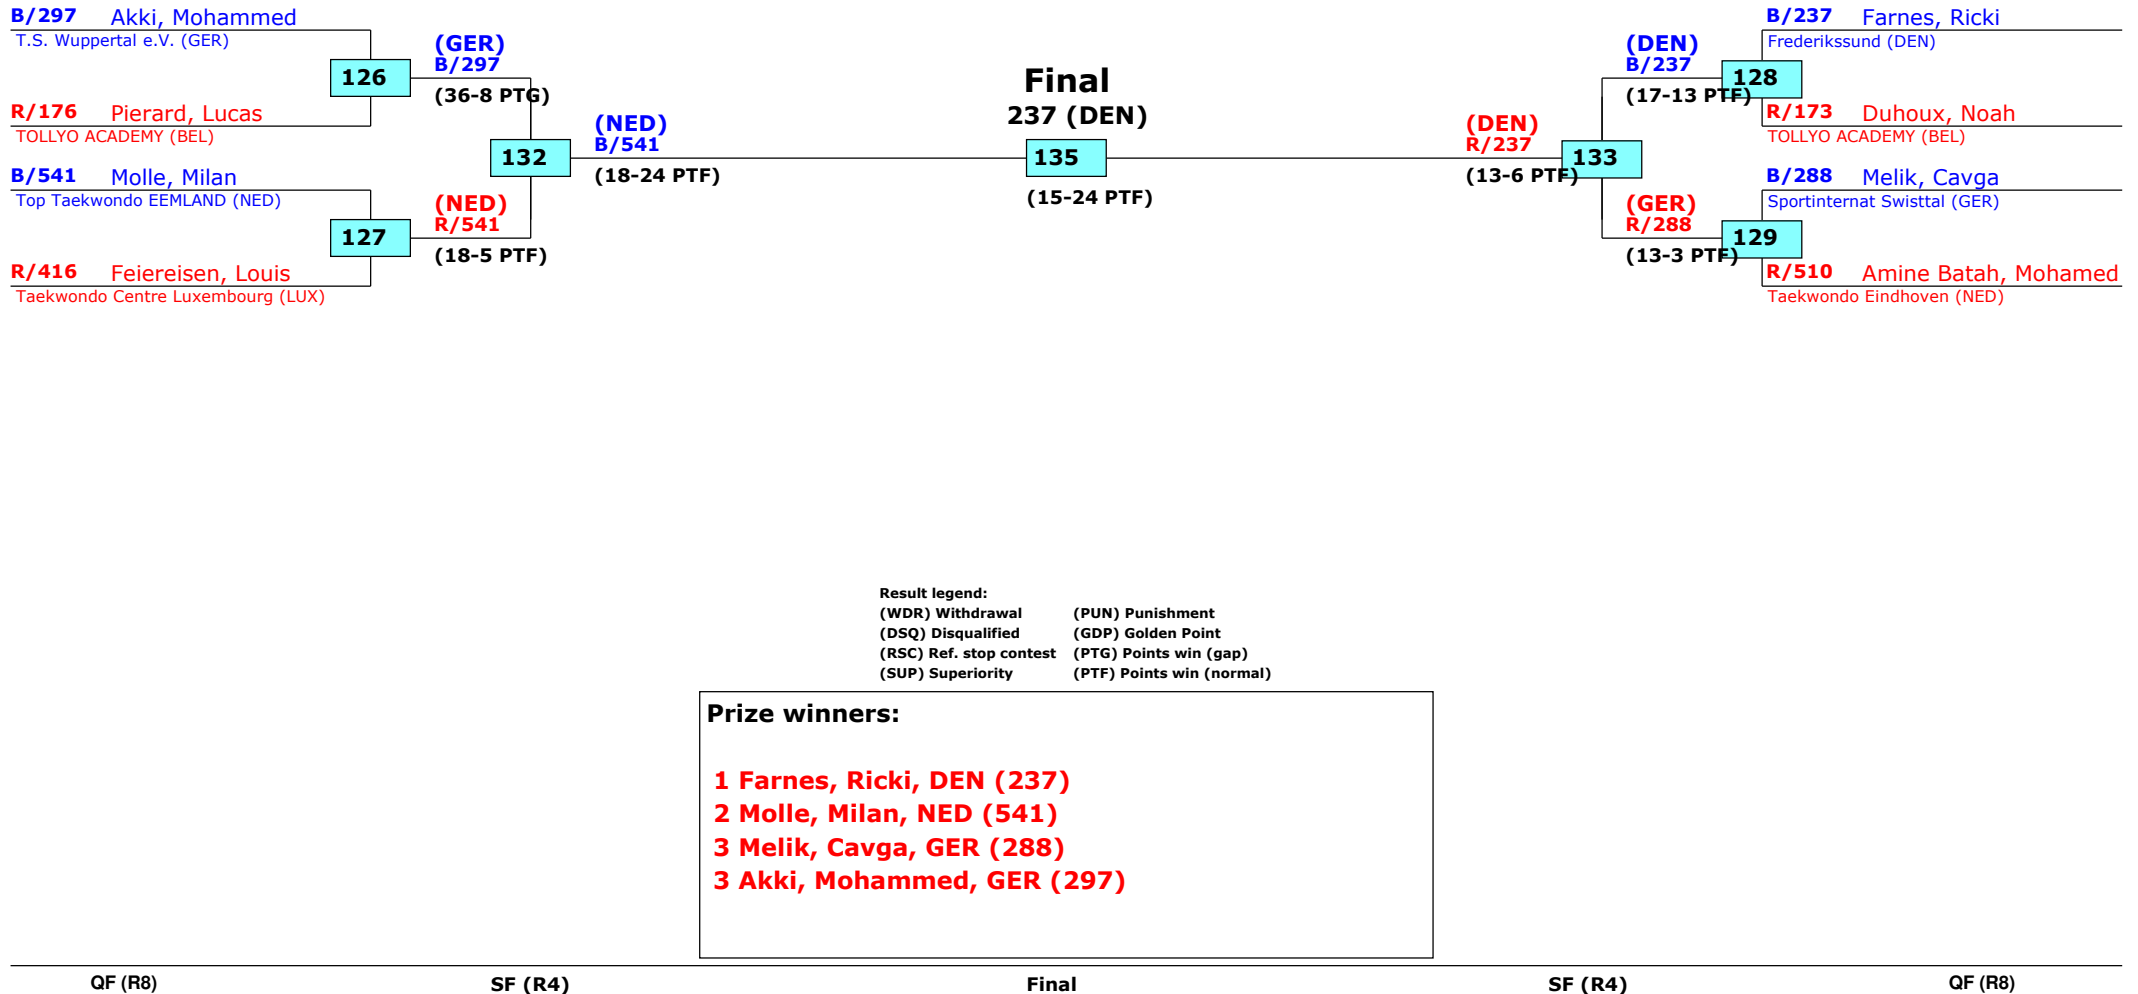 B/297 Akki, Mohammed
T.S. Wuppertal e.V. (GER)
126
(GER)
B/297
(36-8 PTG)
R/176 Pierard, Lucas
TOLLYO ACADEMY (BEL)
132
(NED)
B/541
(18-24 PTF)
B/541 Molle, Milan
Top Taekwondo EEMLAND (NED)
127
(NED)
R/541
(18-5 PTF)
R/416 Feiereisen, Louis
Taekwondo Centre Luxembourg (LUX)
Final
237 (DEN)
135
(15-24 PTF)
B/237 Farnes, Ricki
Frederikssund (DEN)
(DEN)
B/237
128
(17-13 PTF)
R/173 Duhoux, Noah
TOLLYO ACADEMY (BEL)
(DEN)
R/237
133
(13-6 PTF)
B/288 Melik, Cavga
Sportinternat Swisttal (GER)
(GER)
R/288
129
(13-3 PTF)
R/510 Amine Batah, Mohamed
Taekwondo Eindhoven (NED)
Result legend:
(WDR) Withdrawal (PUN) Punishment
(DSQ) Disqualified (GDP) Golden Point
(RSC) Ref. stop contest (PTG) Points win (gap)
(SUP) Superiority (PTF) Points win (normal)
Prize winners:
1 Farnes, Ricki, DEN (237)
2 Molle, Milan, NED (541)
3 Melik, Cavga, GER (288)
3 Akki, Mohammed, GER (297)
QF (R8) SF (R4) Final SF (R4) QF (R8)